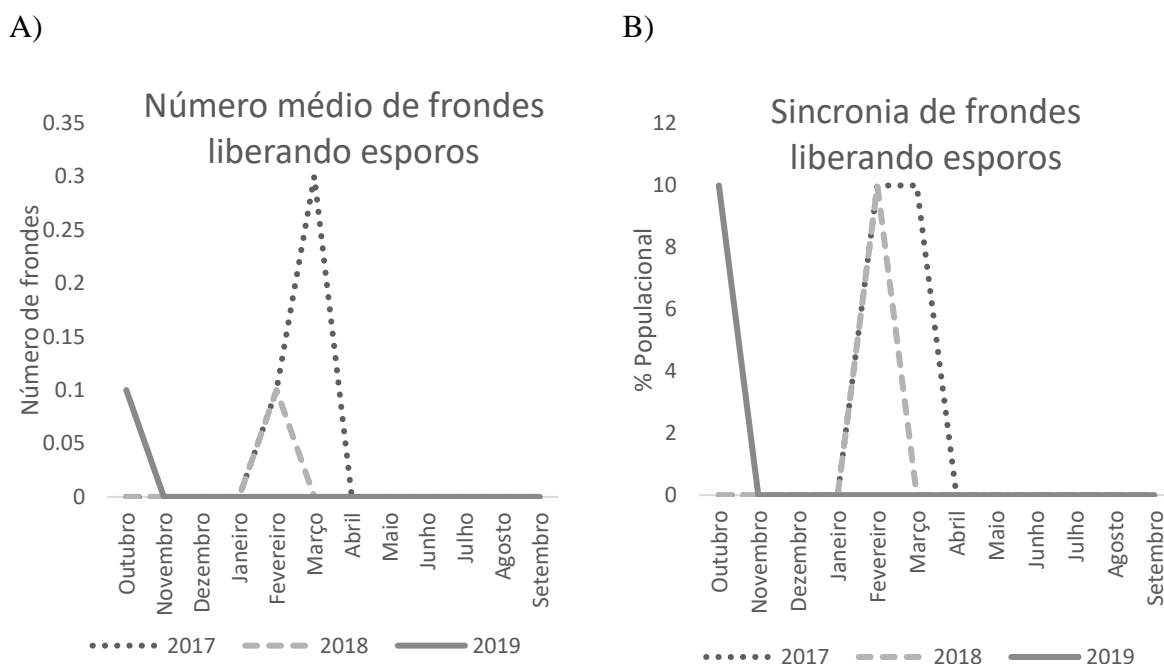 A)
Número médio de frondes
liberando esporos
Número de frondes
0.35
0.3
0.25
0.2
0.15
0.1
0.05
0
Outubro
Novembro
Dezembro
Janeiro
Fevereiro
Março
Abril
Maio
Junho
Julho
Agosto
Setembro
2017 2018 2019
B)
Sincronia de frondes
liberando esporos
% Populacional
12
10
8
6
4
2
0
Outubro
Novembro
Dezembro
Janeiro
Fevereiro
Março
Abril
Maio
Junho
Julho
Agosto
Setembro
2017 2018 2019